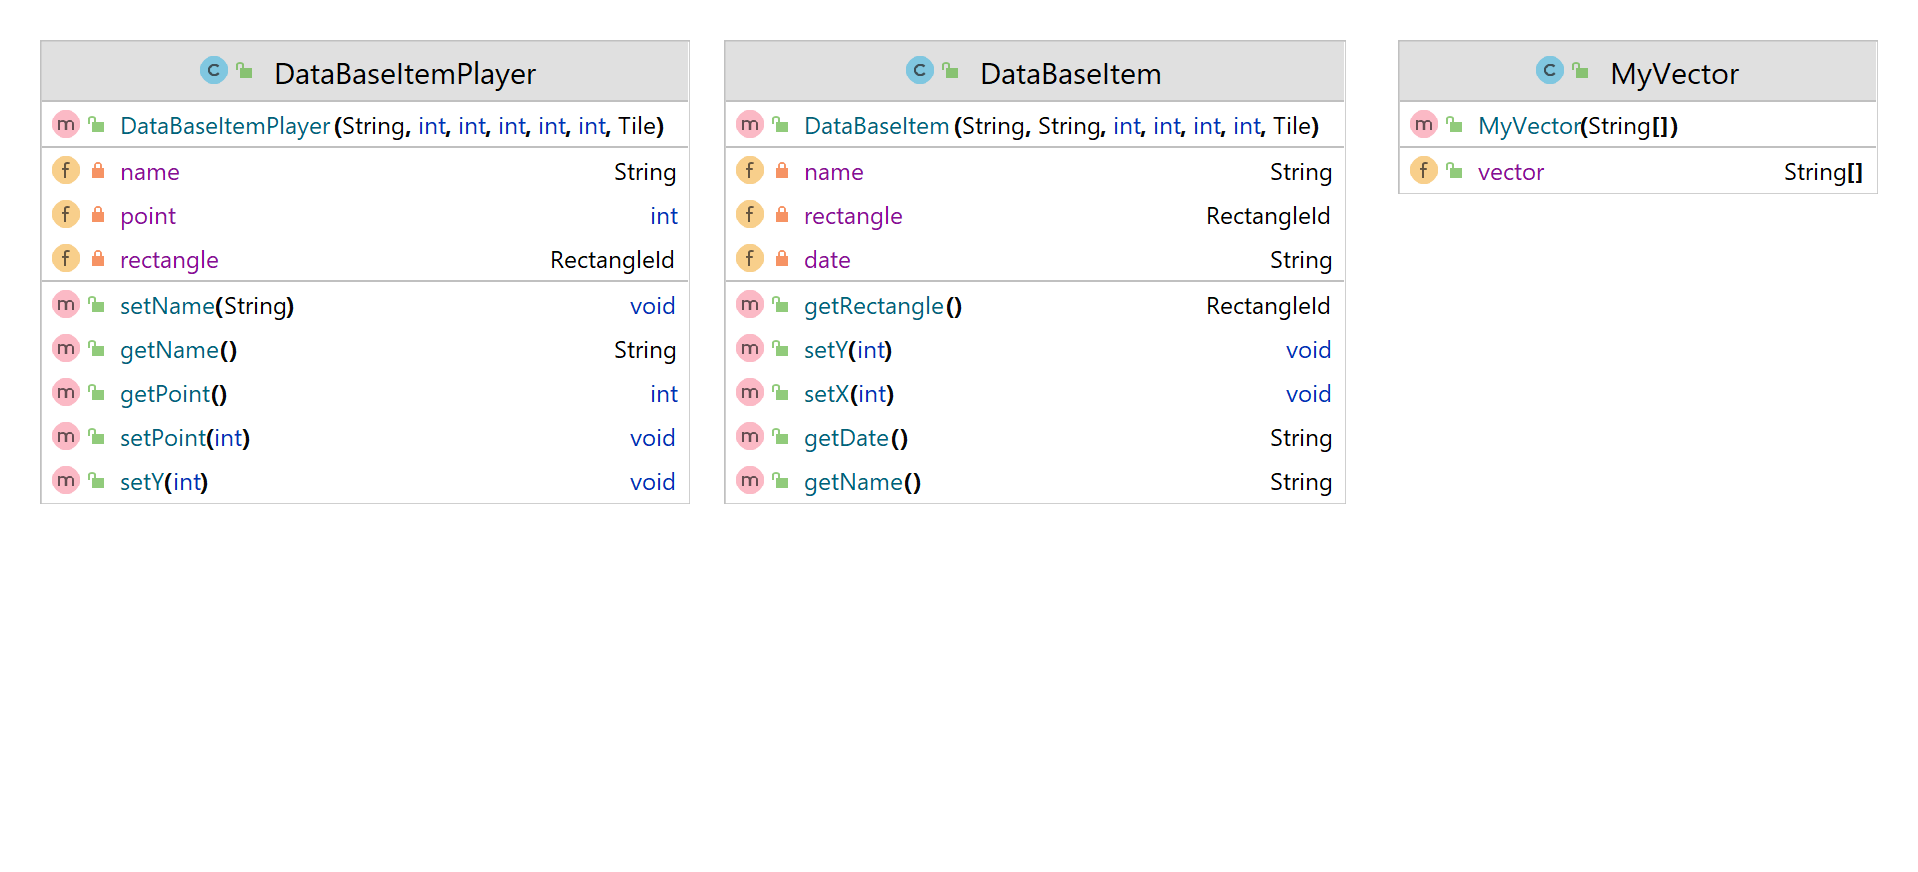 DataBaseItemPlayer
DataBaseItemPlayer(String, int, int, int, int, int, Tile)
name String
point int
rectangle RectangleId
setName(String) void
getName() String
getPoint() int
setPoint(int) void
setY(int) void
DataBaseItem
DataBaseItem(String, String, int, int, int, int, Tile)
name String
rectangle RectangleId
date String
getRectangle() RectangleId
setY(int) void
setX(int) void
getDate() String
getName() String
MyVector
MyVector(String[])
vector String[]